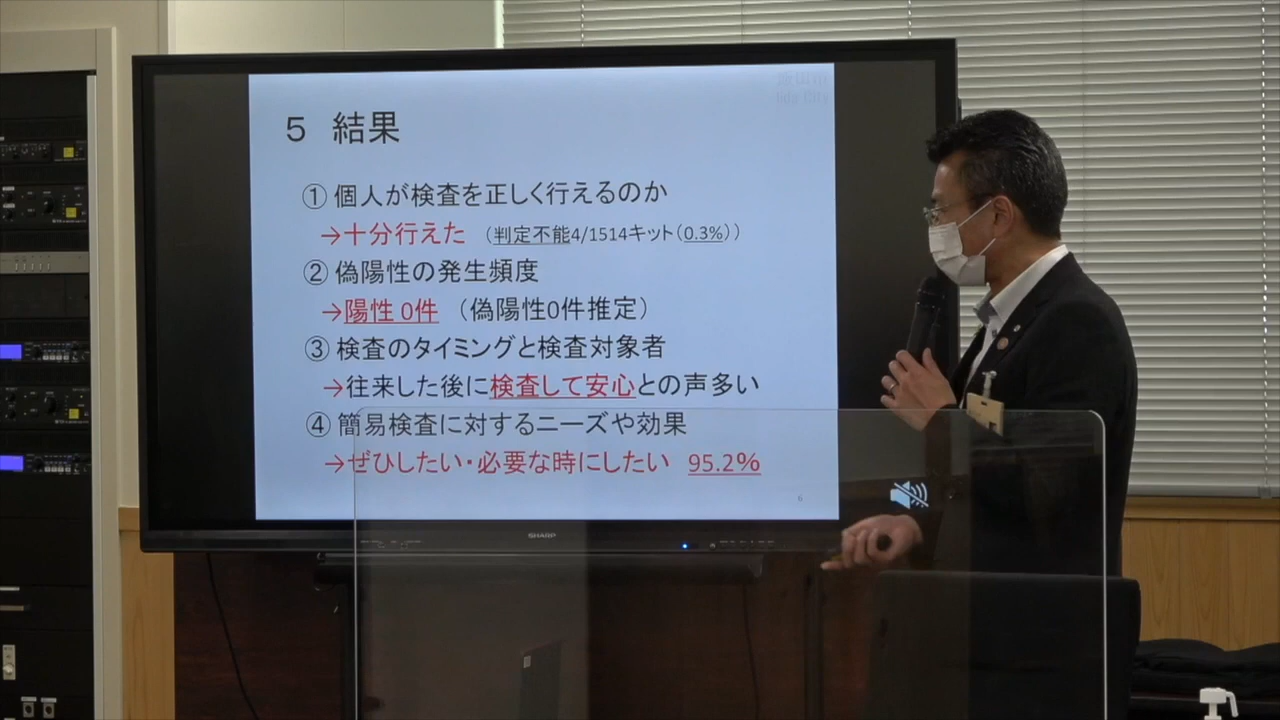 飯田市
Iida City
5 結果
① 個人が検査を正しく行えるのか
→十分行えた （判定不能4/1514キット（0.3%））
② 偽陽性の発生頻度
→陽性 0件 （偽陽性0件推定）
③ 検査のタイミングと検査対象者
→往来した後に検査して安心との声多い
④ 簡易検査に対するニーズや効果
→ぜひしたい・必要な時にしたい 95.2%
6
SHARP